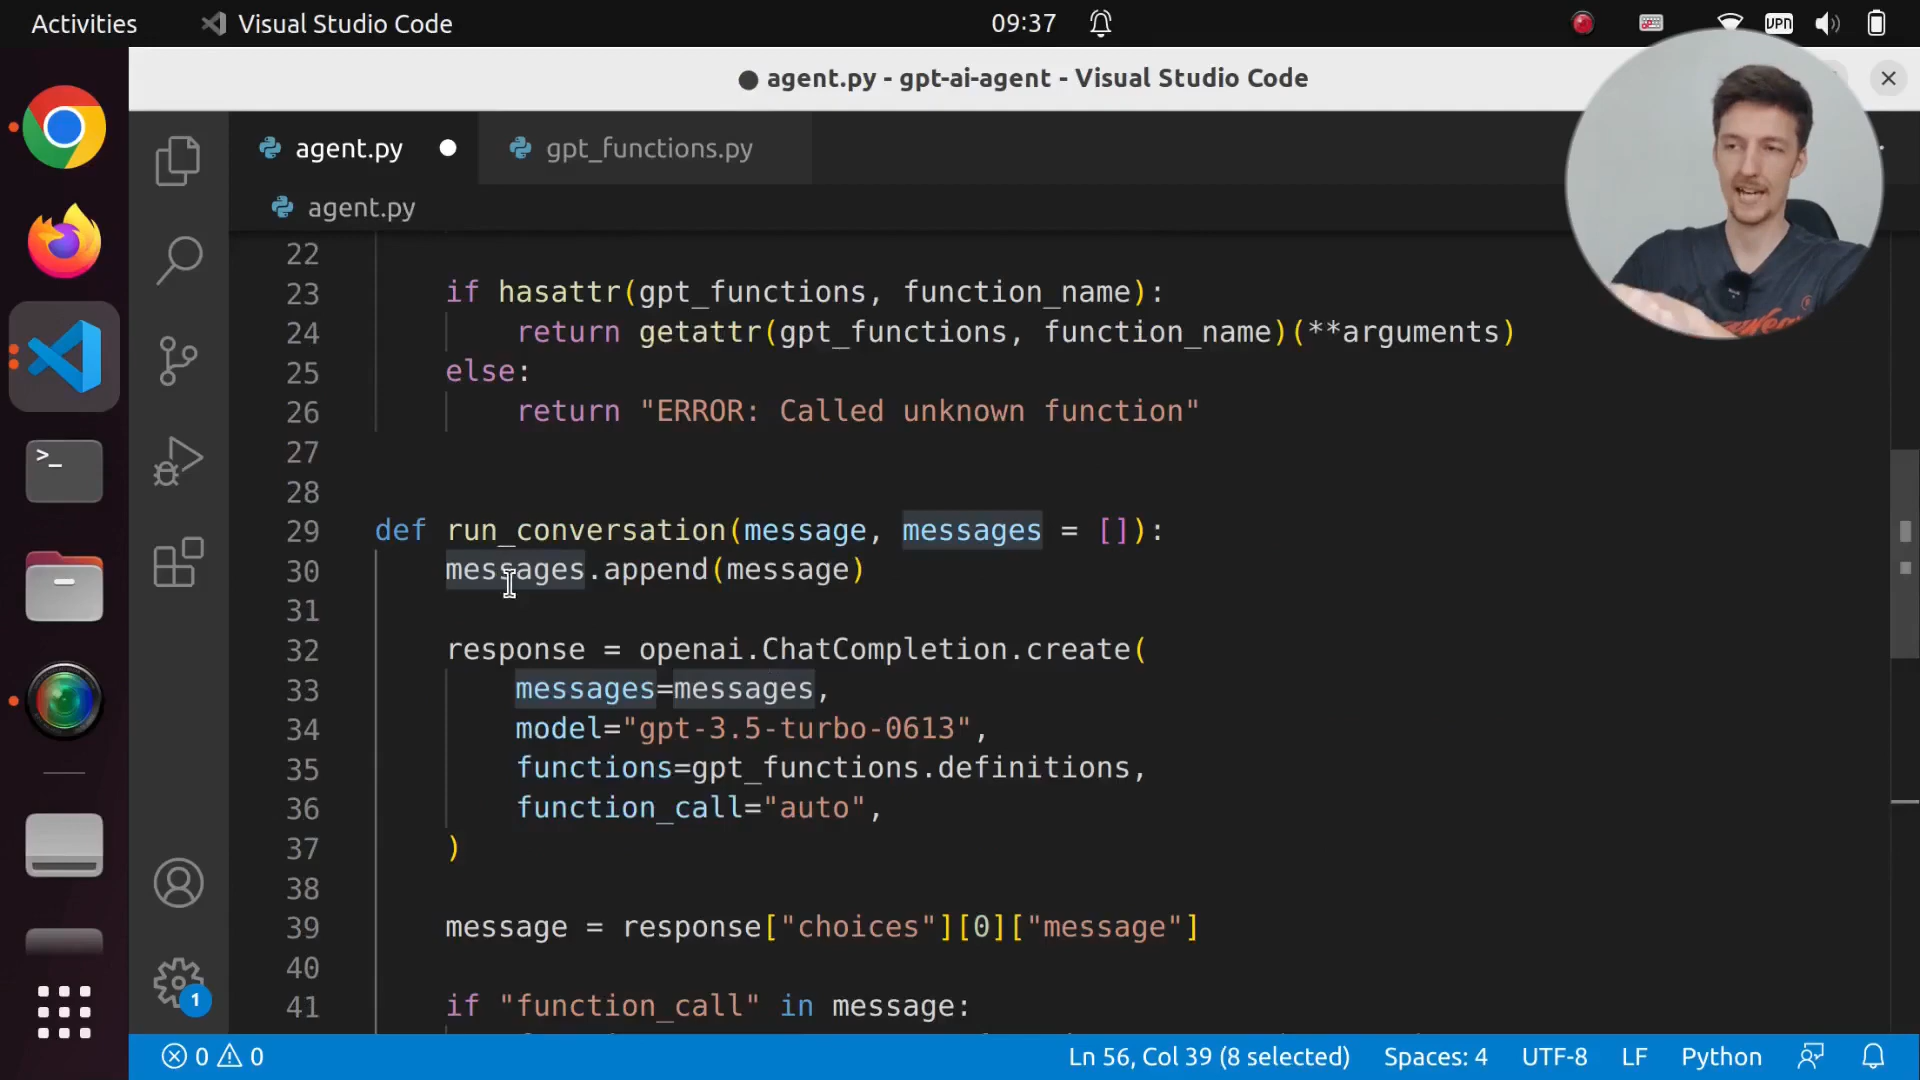 Activities
Visual Studio Code
09:37
VPN
agent.py - gpt-ai-agent - Visual Studio Code
agent.py
gpt_functions.py
agent.py
22
23 if hasattr(gpt_functions, function_name):
24 return getattr(gpt_functions, function_name)(**arguments)
25 else:
26 return "ERROR: Called unknown function"
27
28
29 def run_conversation(message, messages = []):
30 messages.append(message)
31
32 response = openai.ChatCompletion.create(
33 messages=messages,
34 model="gpt-3.5-turbo-0613",
35 functions=gpt_functions.definitions,
36 function_call="auto",
37 )
38
39 message = response["choices"][0]["message"]
40
41 if "function_call" in message:
1
0 0
Ln 56, Col 39 (8 selected)
Spaces: 4
UTF-8
LF
Python